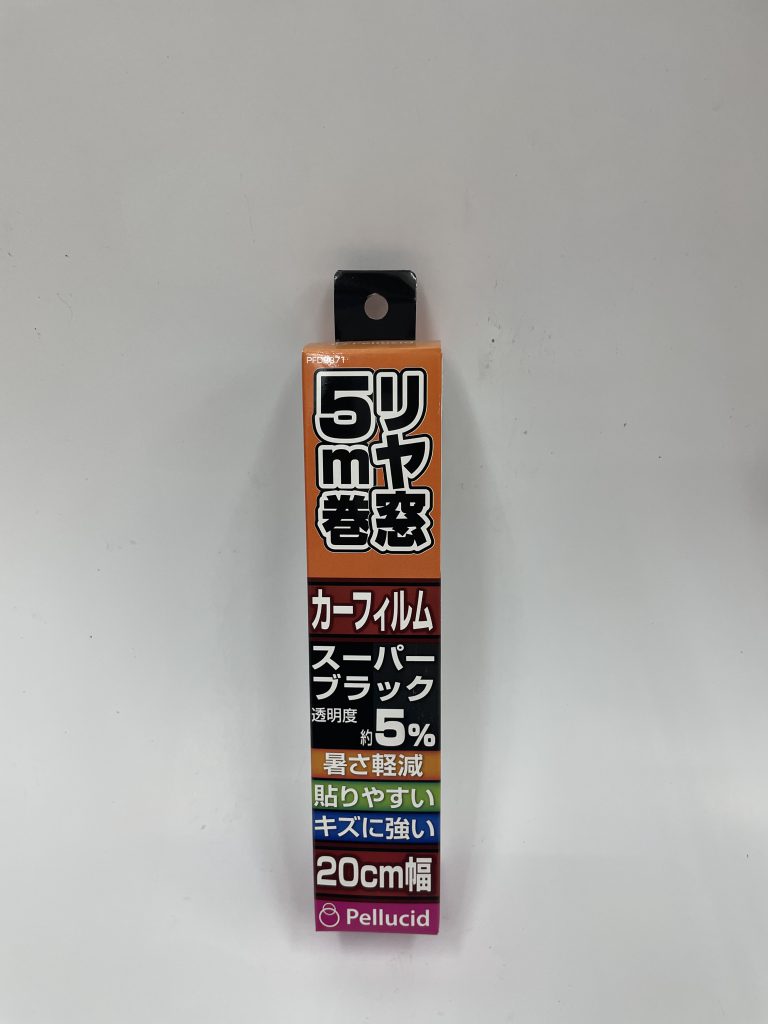 Pellucid
リヤ窓
5m巻
カーフィルム
スーパー
ブラック
透明度
約5%
暑さ軽減
貼りやすい
キズに強い
20cm幅
Pellucid